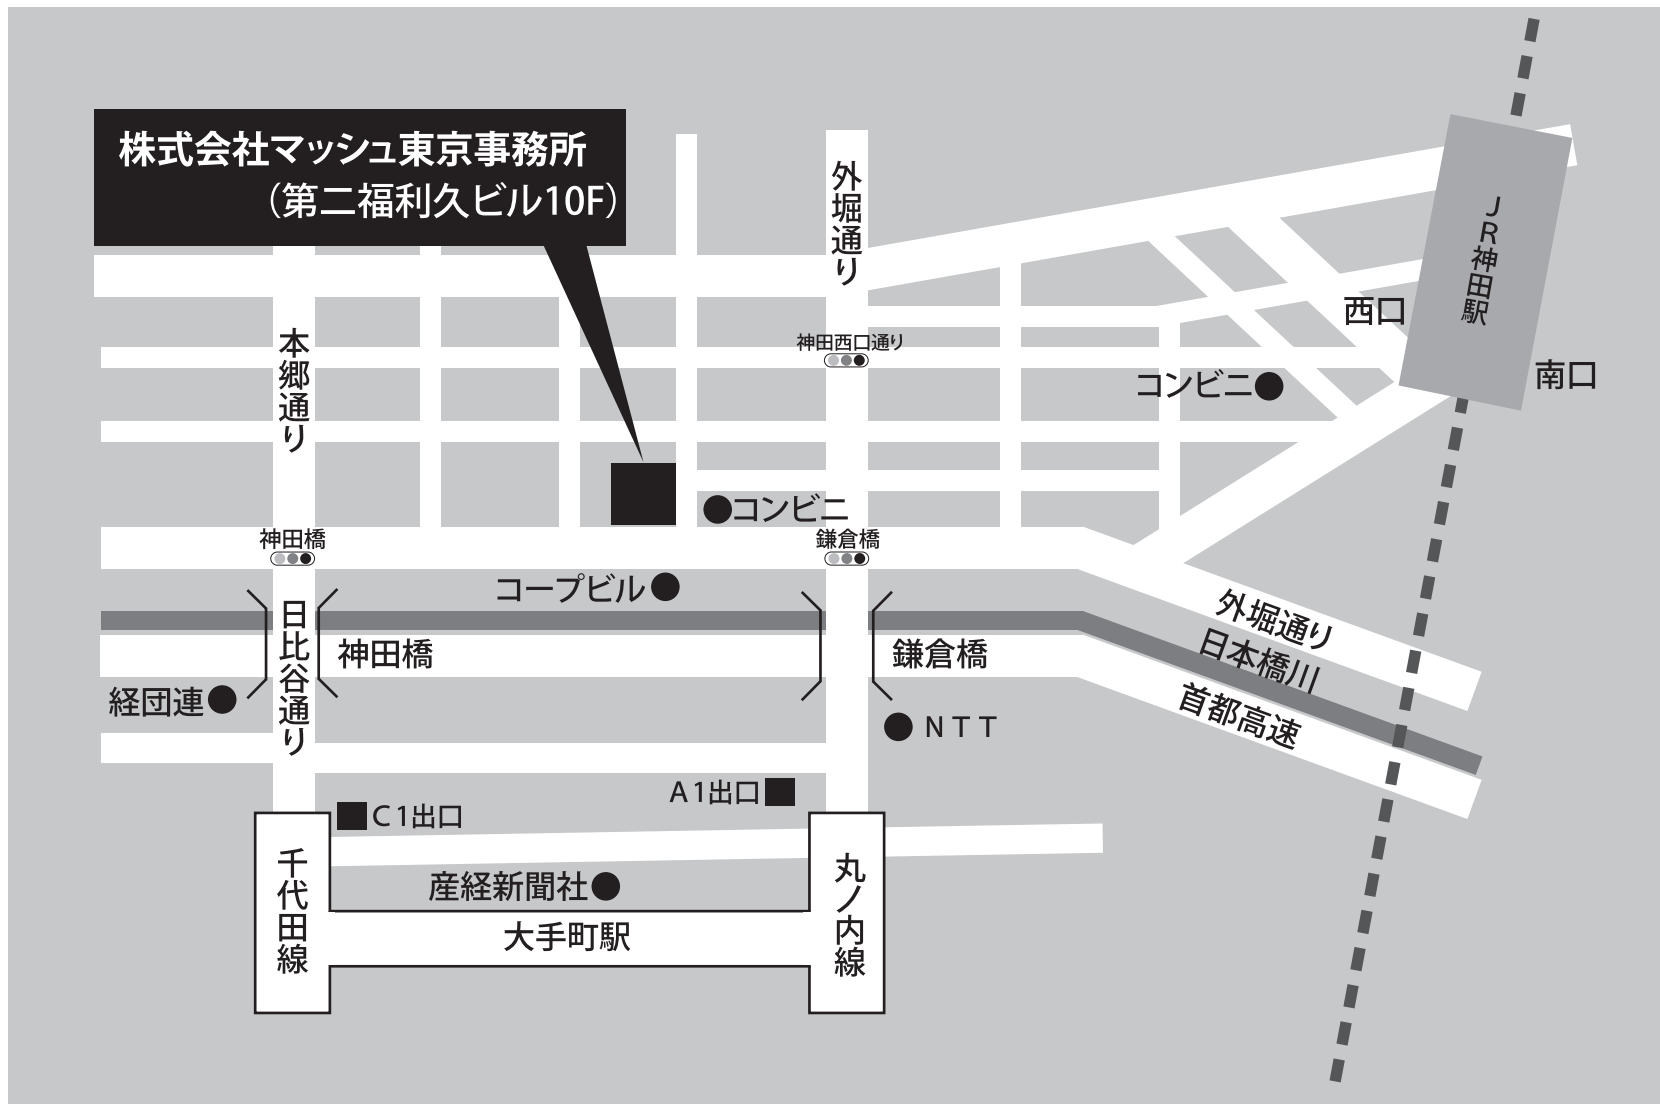 株式会社マッシュ東京事務所
（第二福利久ビル10F）
外堀通り
JR神田駅
西口
南口
本郷通り
神田西口通り
コンビニ
コンビニ
神田橋
鎌倉橋
コープビル
日比谷通り
神田橋
鎌倉橋
外堀通り
日本橋川
首都高速
経団連
NTT
A1出口
C1出口
千代田線
産経新聞社
大手町駅
丸ノ内線